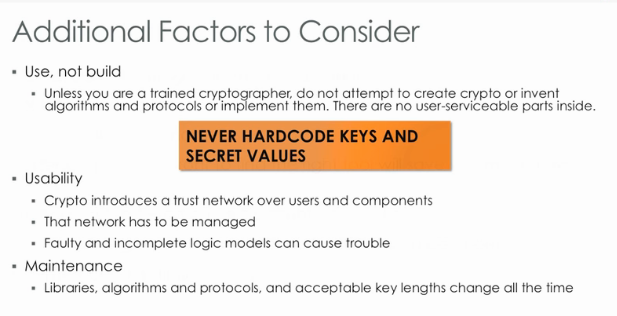 Additional Factors to Consider
Use, not build
Unless you are a trained cryptographer, do not attempt to create crypto or invent
algorithms and protocols or implement them. There are no user-serviceable parts inside.
NEVER HARDCODE KEYS AND
SECRET VALUES
Usability
Crypto introduces a trust network over users and components
That network has to be managed
Faulty and incomplete logic models can cause trouble
Maintenance
Libraries, algorithms and protocols, and acceptable key lengths change all the time